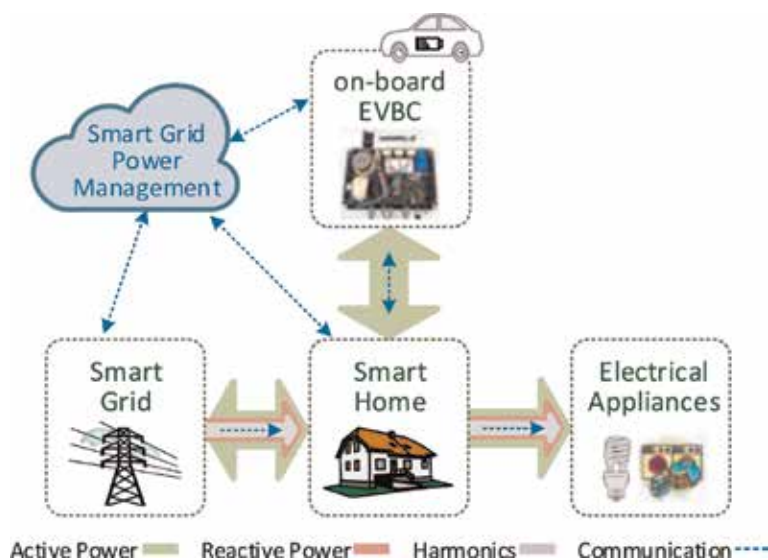 on-board
EVBC
Smart Grid
Power
Management
Smart
Grid
Smart
Home
Electrical
Appliances
Active Power
Reactive Power
Harmonics
Communication